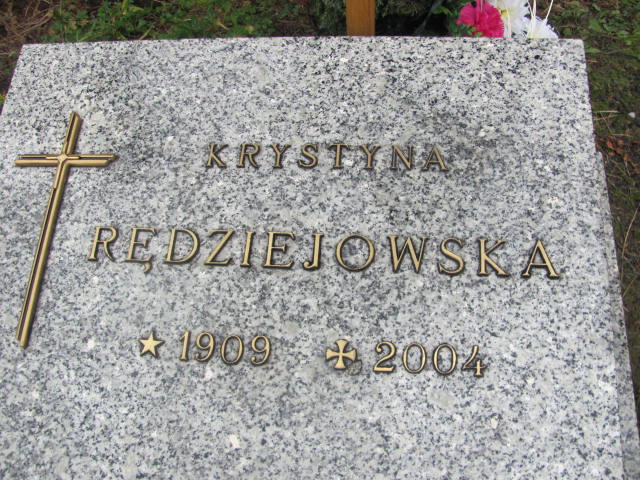 KRYSTYNA
RĘDZIEJOWSKA
★ 1909 ✠ 2004